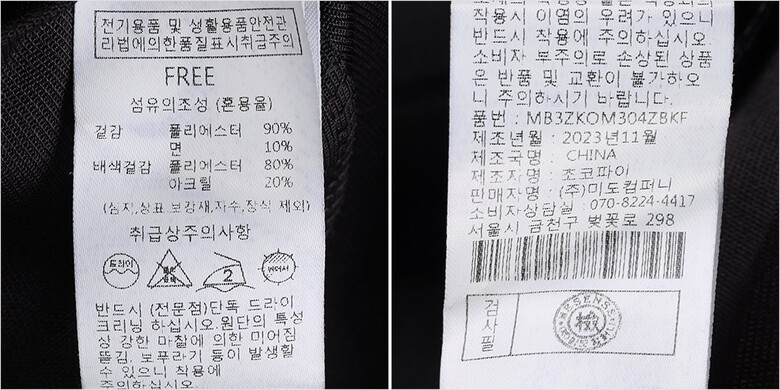 전기용품 및 생활용품안전관
리법에의한품질표시취급주의
FREE
섬유의조성 (혼용율)
겉감 폴리에스터 90%
면 10%
배색겉감 폴리에스터 80%
아크릴 20%
(심지,상표,보강재,자수,장식 제외)
취급상주의사항
드라이
2
반드시 (전문점)단독 드라이
크리닝 하십시오.원단의 특성
상 강한 마찰에 의한 미어짐
뜯김, 보푸라기 등이 발생할
수 있으니 착용에
주의하십시오.
착용시 이염의 우려가 있으니
반드시 착용에 주의하십시오.
소비자 부주의로 손상된 상품
은 반품 및 교환이 불가하오
니 주의하시기 바랍니다.
품번 : MB3ZKOM304ZBKF
제조년월 : 2023년11월
제조국명 : CHINA
제조자명 : 초코파이
판매자명 : (주)미도컴퍼니
소비자상담실 : 070-8224-4417
서울시 금천구 벚꽃로 298
검사필